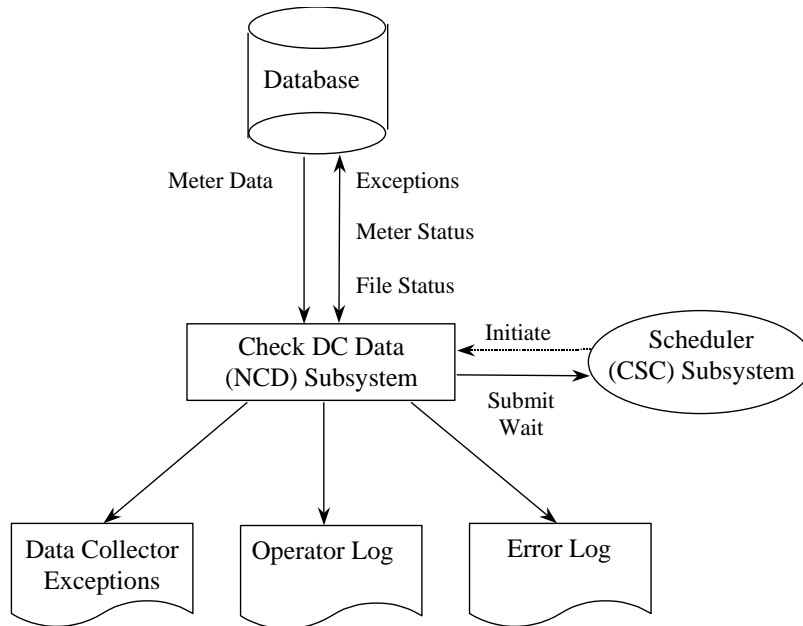 Database
Meter Data
Exceptions
Meter Status
File Status
Check DC Data
(NCD) Subsystem
Initiate
Scheduler
(CSC) Subsystem
Submit
Wait
Data Collector
Exceptions
Operator Log
Error Log